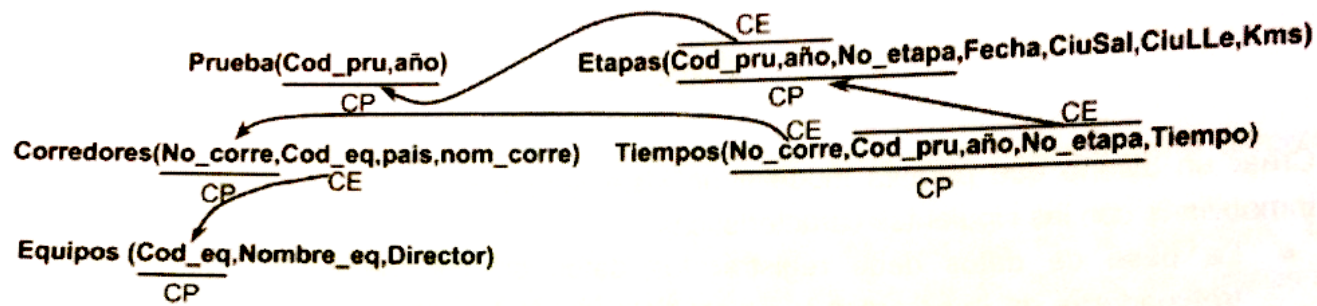 CE
Prueba(Cod_pru,año) Etapas(Cod_pru,año,No_etapa,Fecha,CiuSal,CiuLLe,Kms)
CP CP
CE CE
Corredores(No_corre,Cod_eq,pais,nom_corre) Tiempos(No_corre,Cod_pru,año,No_etapa,Tiempo)
CP CE CP
Equipos (Cod_eq,Nombre_eq,Director)
CP